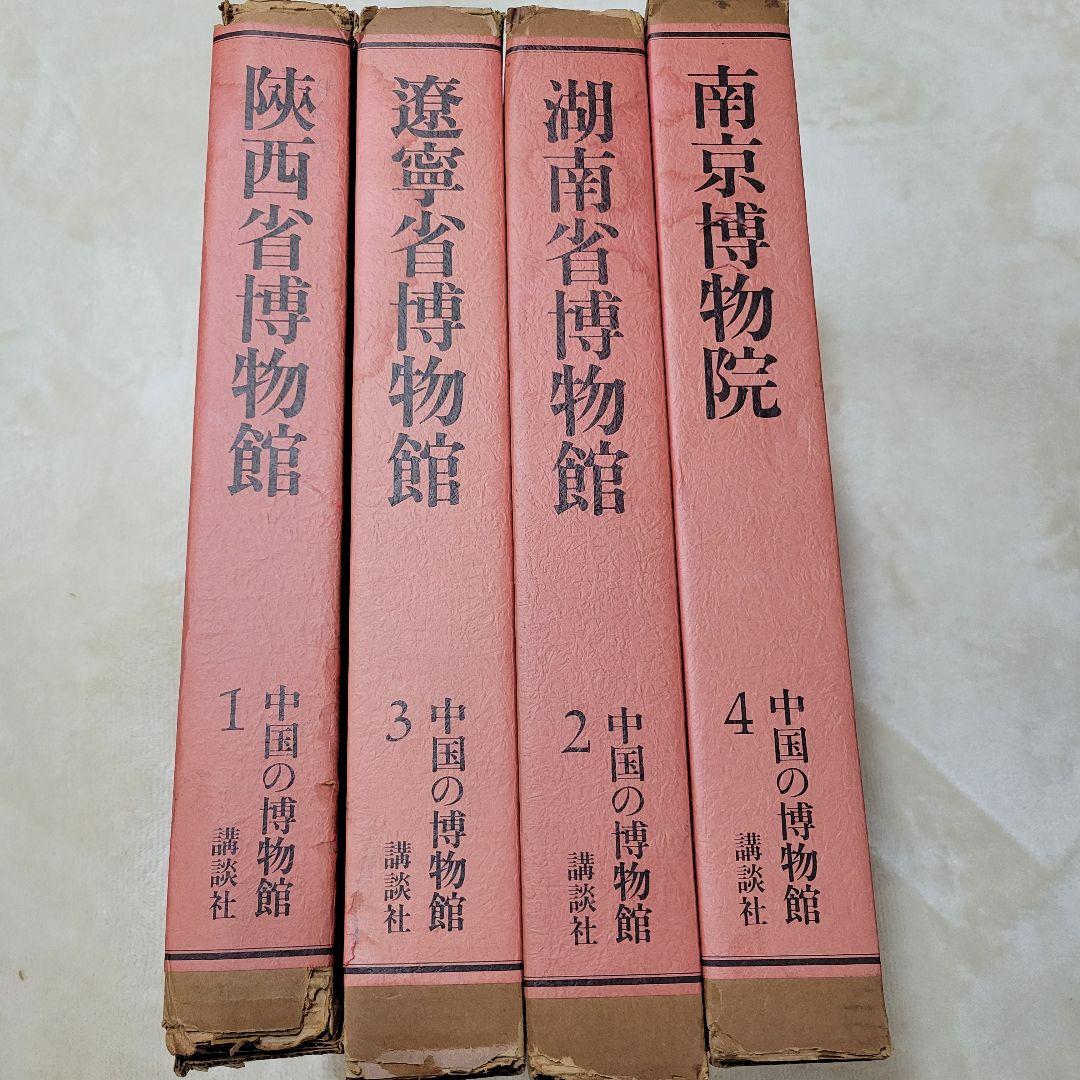 陝西省博物館
1
中国の博物館
講談社
遼寧省博物館
3
中国の博物館
講談社
湖南省博物館
2
中国の博物館
講談社
南京博物院
4
中国の博物館
講談社